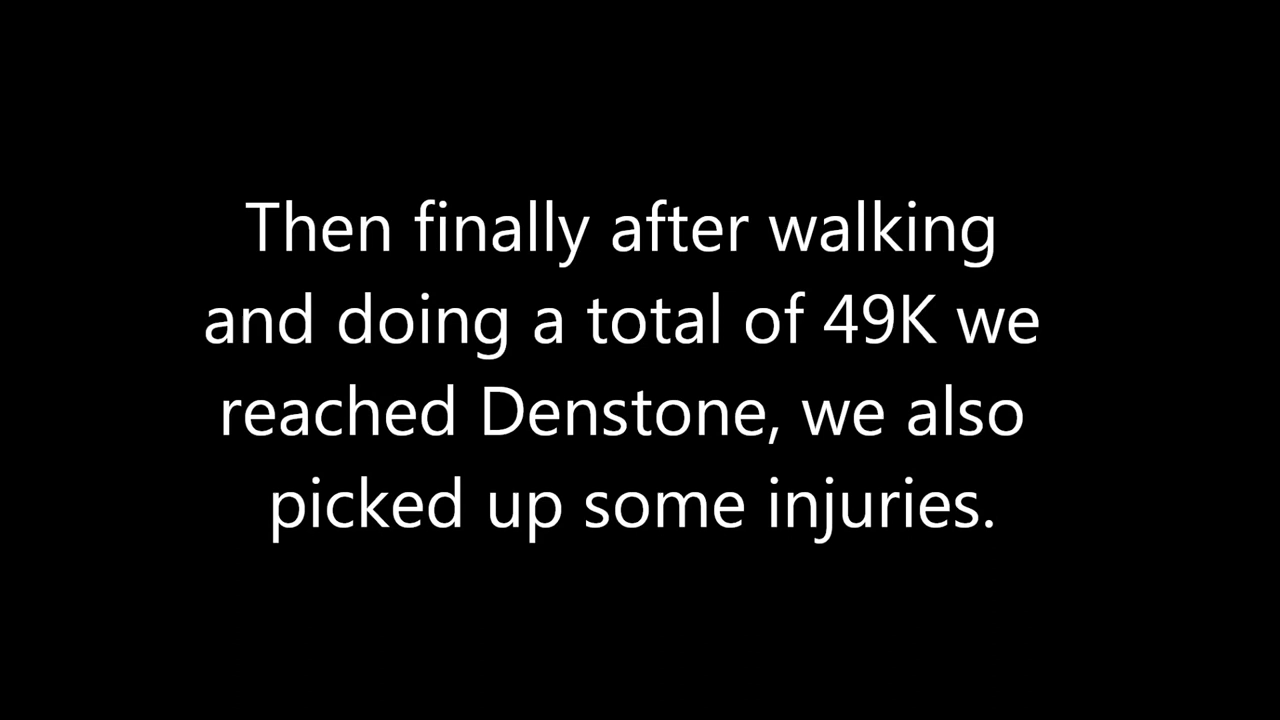 Then finally after walking
and doing a total of 49K we
reached Denstone, we also
picked up some injuries.